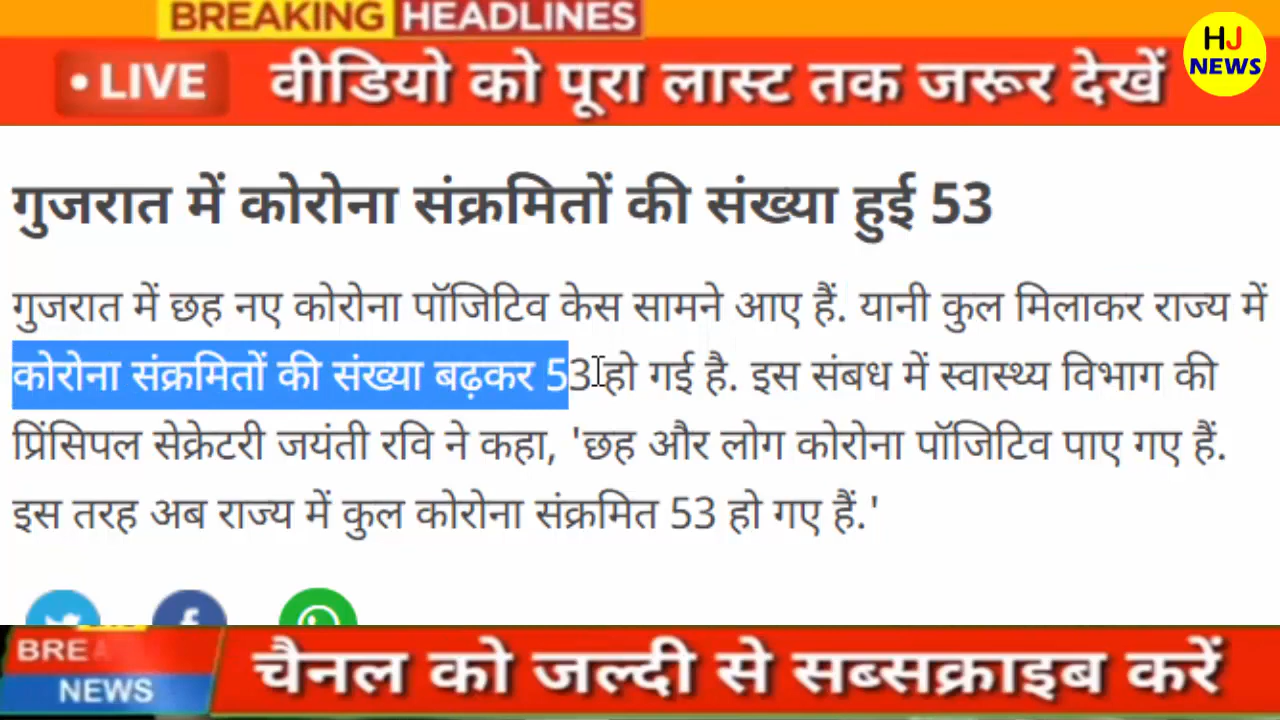 BREAKING HEADLINES
• LIVE वीडियो को पूरा लास्ट तक जरूर देखें
HJ
NEWS
गुजरात में कोरोना संक्रमितों की संख्या हुई 53
गुजरात में छह नए कोरोना पॉजिटिव केस सामने आए हैं. यानी कुल मिलाकर राज्य में
कोरोना संक्रमितों की संख्या बढ़कर 53 हो गई है. इस संबध में स्वास्थ्य विभाग की
प्रिंसिपल सेक्रेटरी जयंती रवि ने कहा, 'छह और लोग कोरोना पॉजिटिव पाए गए हैं.
इस तरह अब राज्य में कुल कोरोना संक्रमित 53 हो गए हैं.'
BREA
NEWS
चैनल को जल्दी से सब्सक्राइब करें